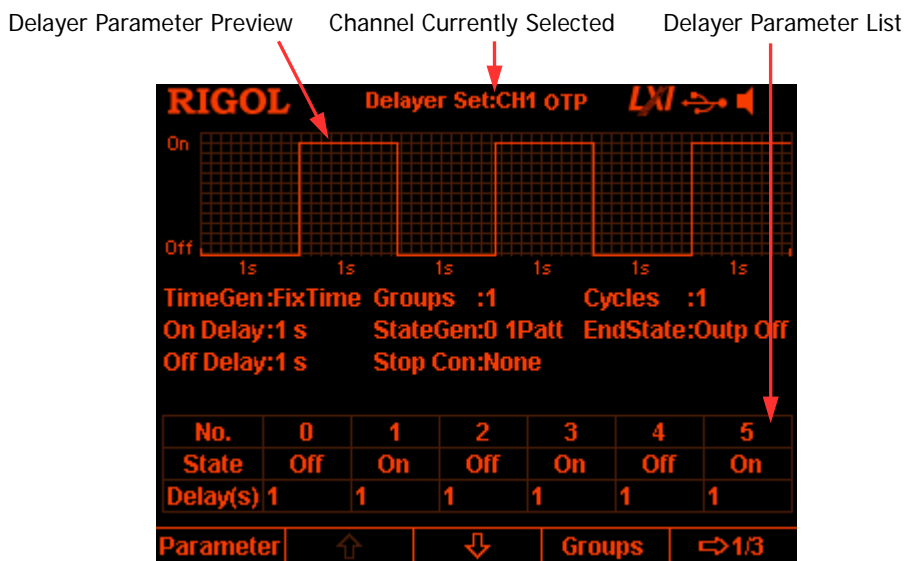 Delayer Parameter Preview Channel Currently Selected Delayer Parameter List
RIGOL Delayer Set:CH1 OTP LXI
On
Off
1s 1s 1s 1s 1s 1s
TimeGen:FixTime Groups :1 Cycles :1
On Delay:1 s StateGen:0 1Patt EndState:Outp Off
Off Delay:1 s Stop Con:None
No. 0 1 2 3 4 5
State Off On Off On Off On
Delay(s) 1 1 1 1 1 1
Parameter ⇧ ⇩ Groups ⇨1/3